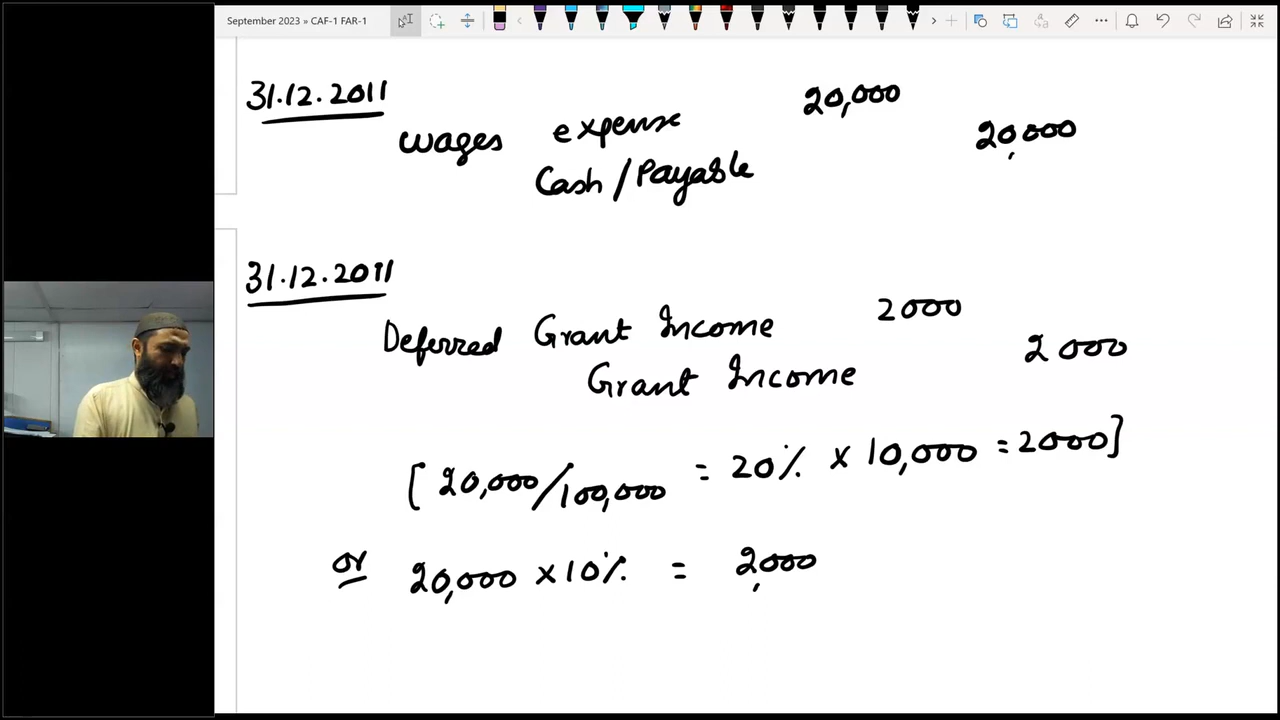 September 2023 » CAF-1 FAR-1
31.12.2011
wages expense 20,000
Cash/Payable 20,000
31.12.2011
Deferred Grant Income 2000
Grant Income 2000
[20,000/100,000 = 20% × 10,000 = 2000]
or 20,000 × 10% = 2,000